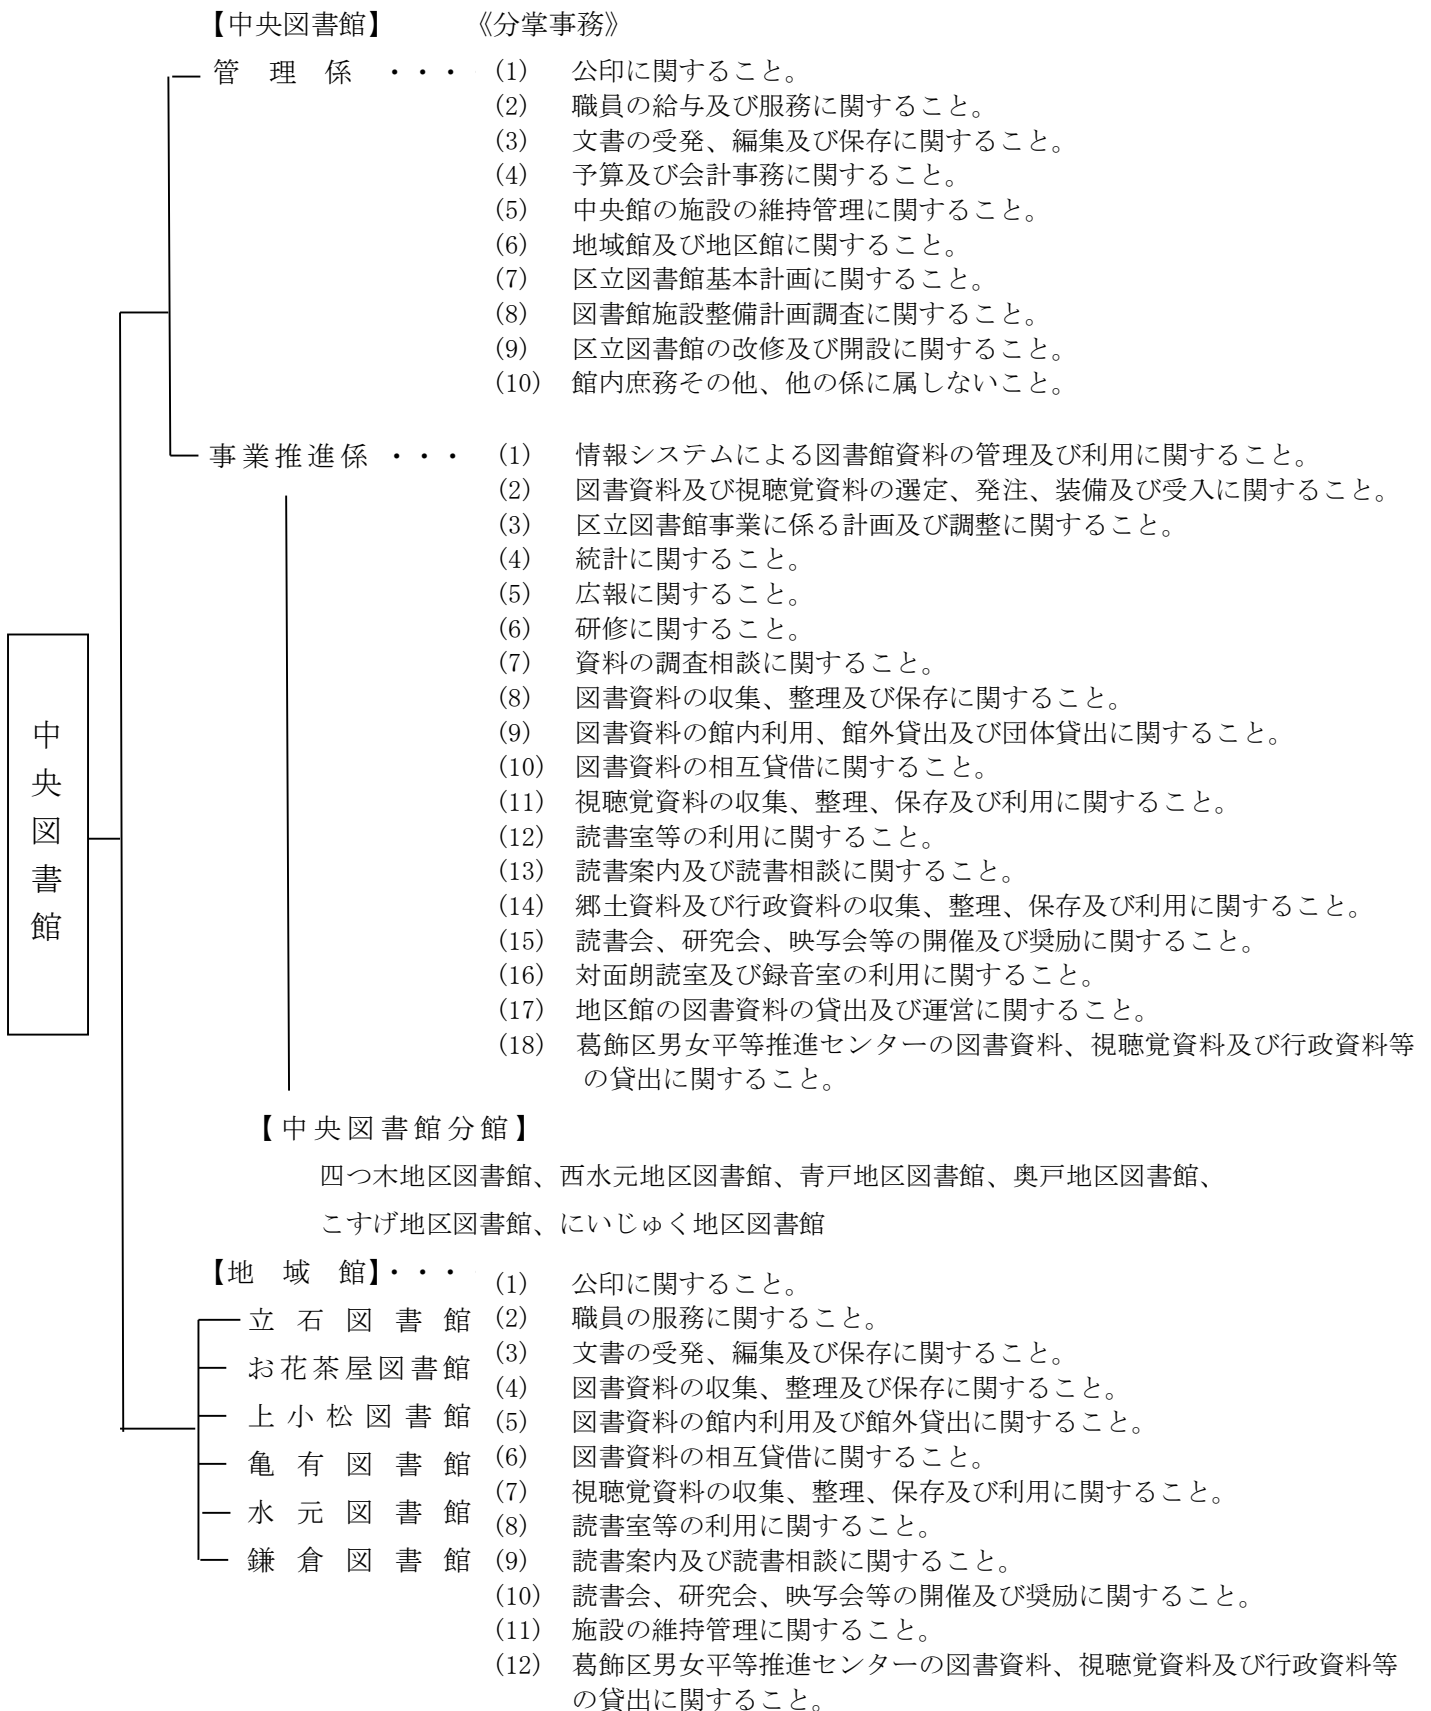 【中央図書館】 《分掌事務》
管理係 ・・・ (1) 公印に関すること。
(2) 職員の給与及び服務に関すること。
(3) 文書の受発、編集及び保存に関すること。
(4) 予算及び会計事務に関すること。
(5) 中央館の施設の維持管理に関すること。
(6) 地域館及び地区館に関すること。
(7) 区立図書館基本計画に関すること。
(8) 図書館施設整備計画調査に関すること。
(9) 区立図書館の改修及び開設に関すること。
(10) 館内庶務その他、他の係に属しないこと。
事業推進係 ・・・ (1) 情報システムによる図書館資料の管理及び利用に関すること。
(2) 図書資料及び視聴覚資料の選定、発注、装備及び受入に関すること。
(3) 区立図書館事業に係る計画及び調整に関すること。
(4) 統計に関すること。
(5) 広報に関すること。
(6) 研修に関すること。
(7) 資料の調査相談に関すること。
(8) 図書資料の収集、整理及び保存に関すること。
(9) 図書資料の館内利用、館外貸出及び団体貸出に関すること。
(10) 図書資料の相互貸借に関すること。
(11) 視聴覚資料の収集、整理、保存及び利用に関すること。
(12) 読書室等の利用に関すること。
(13) 読書案内及び読書相談に関すること。
(14) 郷土資料及び行政資料の収集、整理、保存及び利用に関すること。
(15) 読書会、研究会、映写会等の開催及び奨励に関すること。
(16) 対面朗読室及び録音室の利用に関すること。
(17) 地区館の図書資料の貸出及び運営に関すること。
(18) 葛飾区男女平等推進センターの図書資料、視聴覚資料及び行政資料等
の貸出に関すること。
中央図書館
【中央図書館分館】
四つ木地区図書館、西水元地区図書館、青戸地区図書館、奥戸地区図書館、
こすげ地区図書館、にいじゅく地区図書館
【地域館】・・・
立石図書館
お花茶屋図書館
上小松図書館
亀有図書館
水元図書館
鎌倉図書館
(1) 公印に関すること。
(2) 職員の服務に関すること。
(3) 文書の受発、編集及び保存に関すること。
(4) 図書資料の収集、整理及び保存に関すること。
(5) 図書資料の館内利用及び館外貸出に関すること。
(6) 図書資料の相互貸借に関すること。
(7) 視聴覚資料の収集、整理、保存及び利用に関すること。
(8) 読書室等の利用に関すること。
(9) 読書案内及び読書相談に関すること。
(10) 読書会、研究会、映写会等の開催及び奨励に関すること。
(11) 施設の維持管理に関すること。
(12) 葛飾区男女平等推進センターの図書資料、視聴覚資料及び行政資料等
の貸出に関すること。